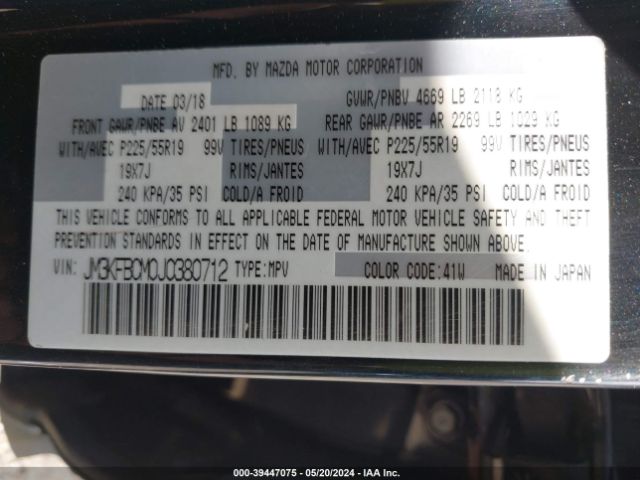 MFD. BY MAZDA MOTOR CORPORATION
DATE 03/18 GVWR/PNBV 4669 LB 2118 KG
FRONT GAWR/PNBE AV 2401 LB 1089 KG REAR GAWR/PNBE AR 2269 LB 1029 KG
WITH/AVEC P225/55R19 99V TIRES/PNEUS WITH/AVEC P225/55R19 99V TIRES/PNEUS
19X7J RIMS/JANTES 19X7J RIMS/JANTES
240 KPA/35 PSI COLD/A FROID 240 KPA/35 PSI COLD/A FROID
THIS VEHICLE CONFORMS TO ALL APPLICABLE FEDERAL MOTOR VEHICLE SAFETY AND THEFT
PREVENTION STANDARDS IN EFFECT ON THE DATE OF MANUFACTURE SHOWN ABOVE.
VIN: JM3KFBCM0J0380712 TYPE:MPV COLOR CODE:41W MADE IN JAPAN
000-39447075 — 05/20/2024 — IAA Inc.